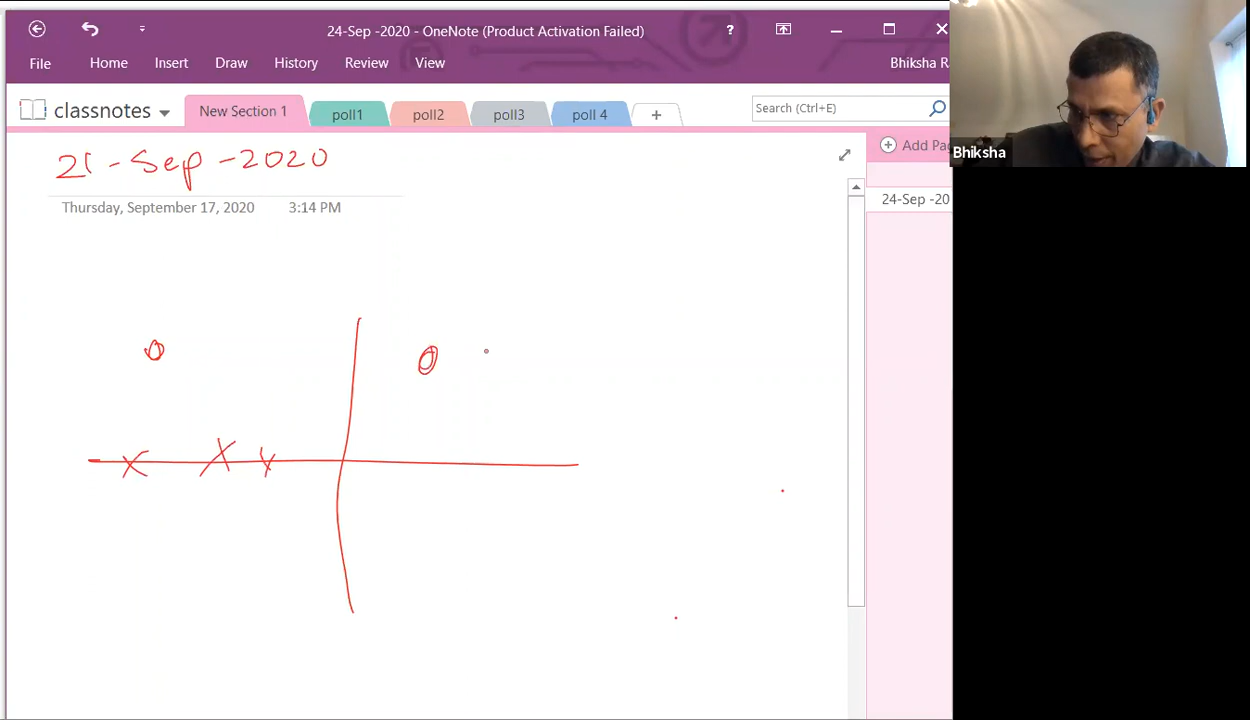 24-Sep -2020 - OneNote (Product Activation Failed)
?
File Home Insert Draw History Review View
Bhiksha Ra
classnotes New Section 1 poll1 poll2 poll3 poll 4 +
Search (Ctrl+E)
Bhiksha
Add Pag
21-Sep-2020
Thursday, September 17, 2020 3:14 PM
24-Sep -20